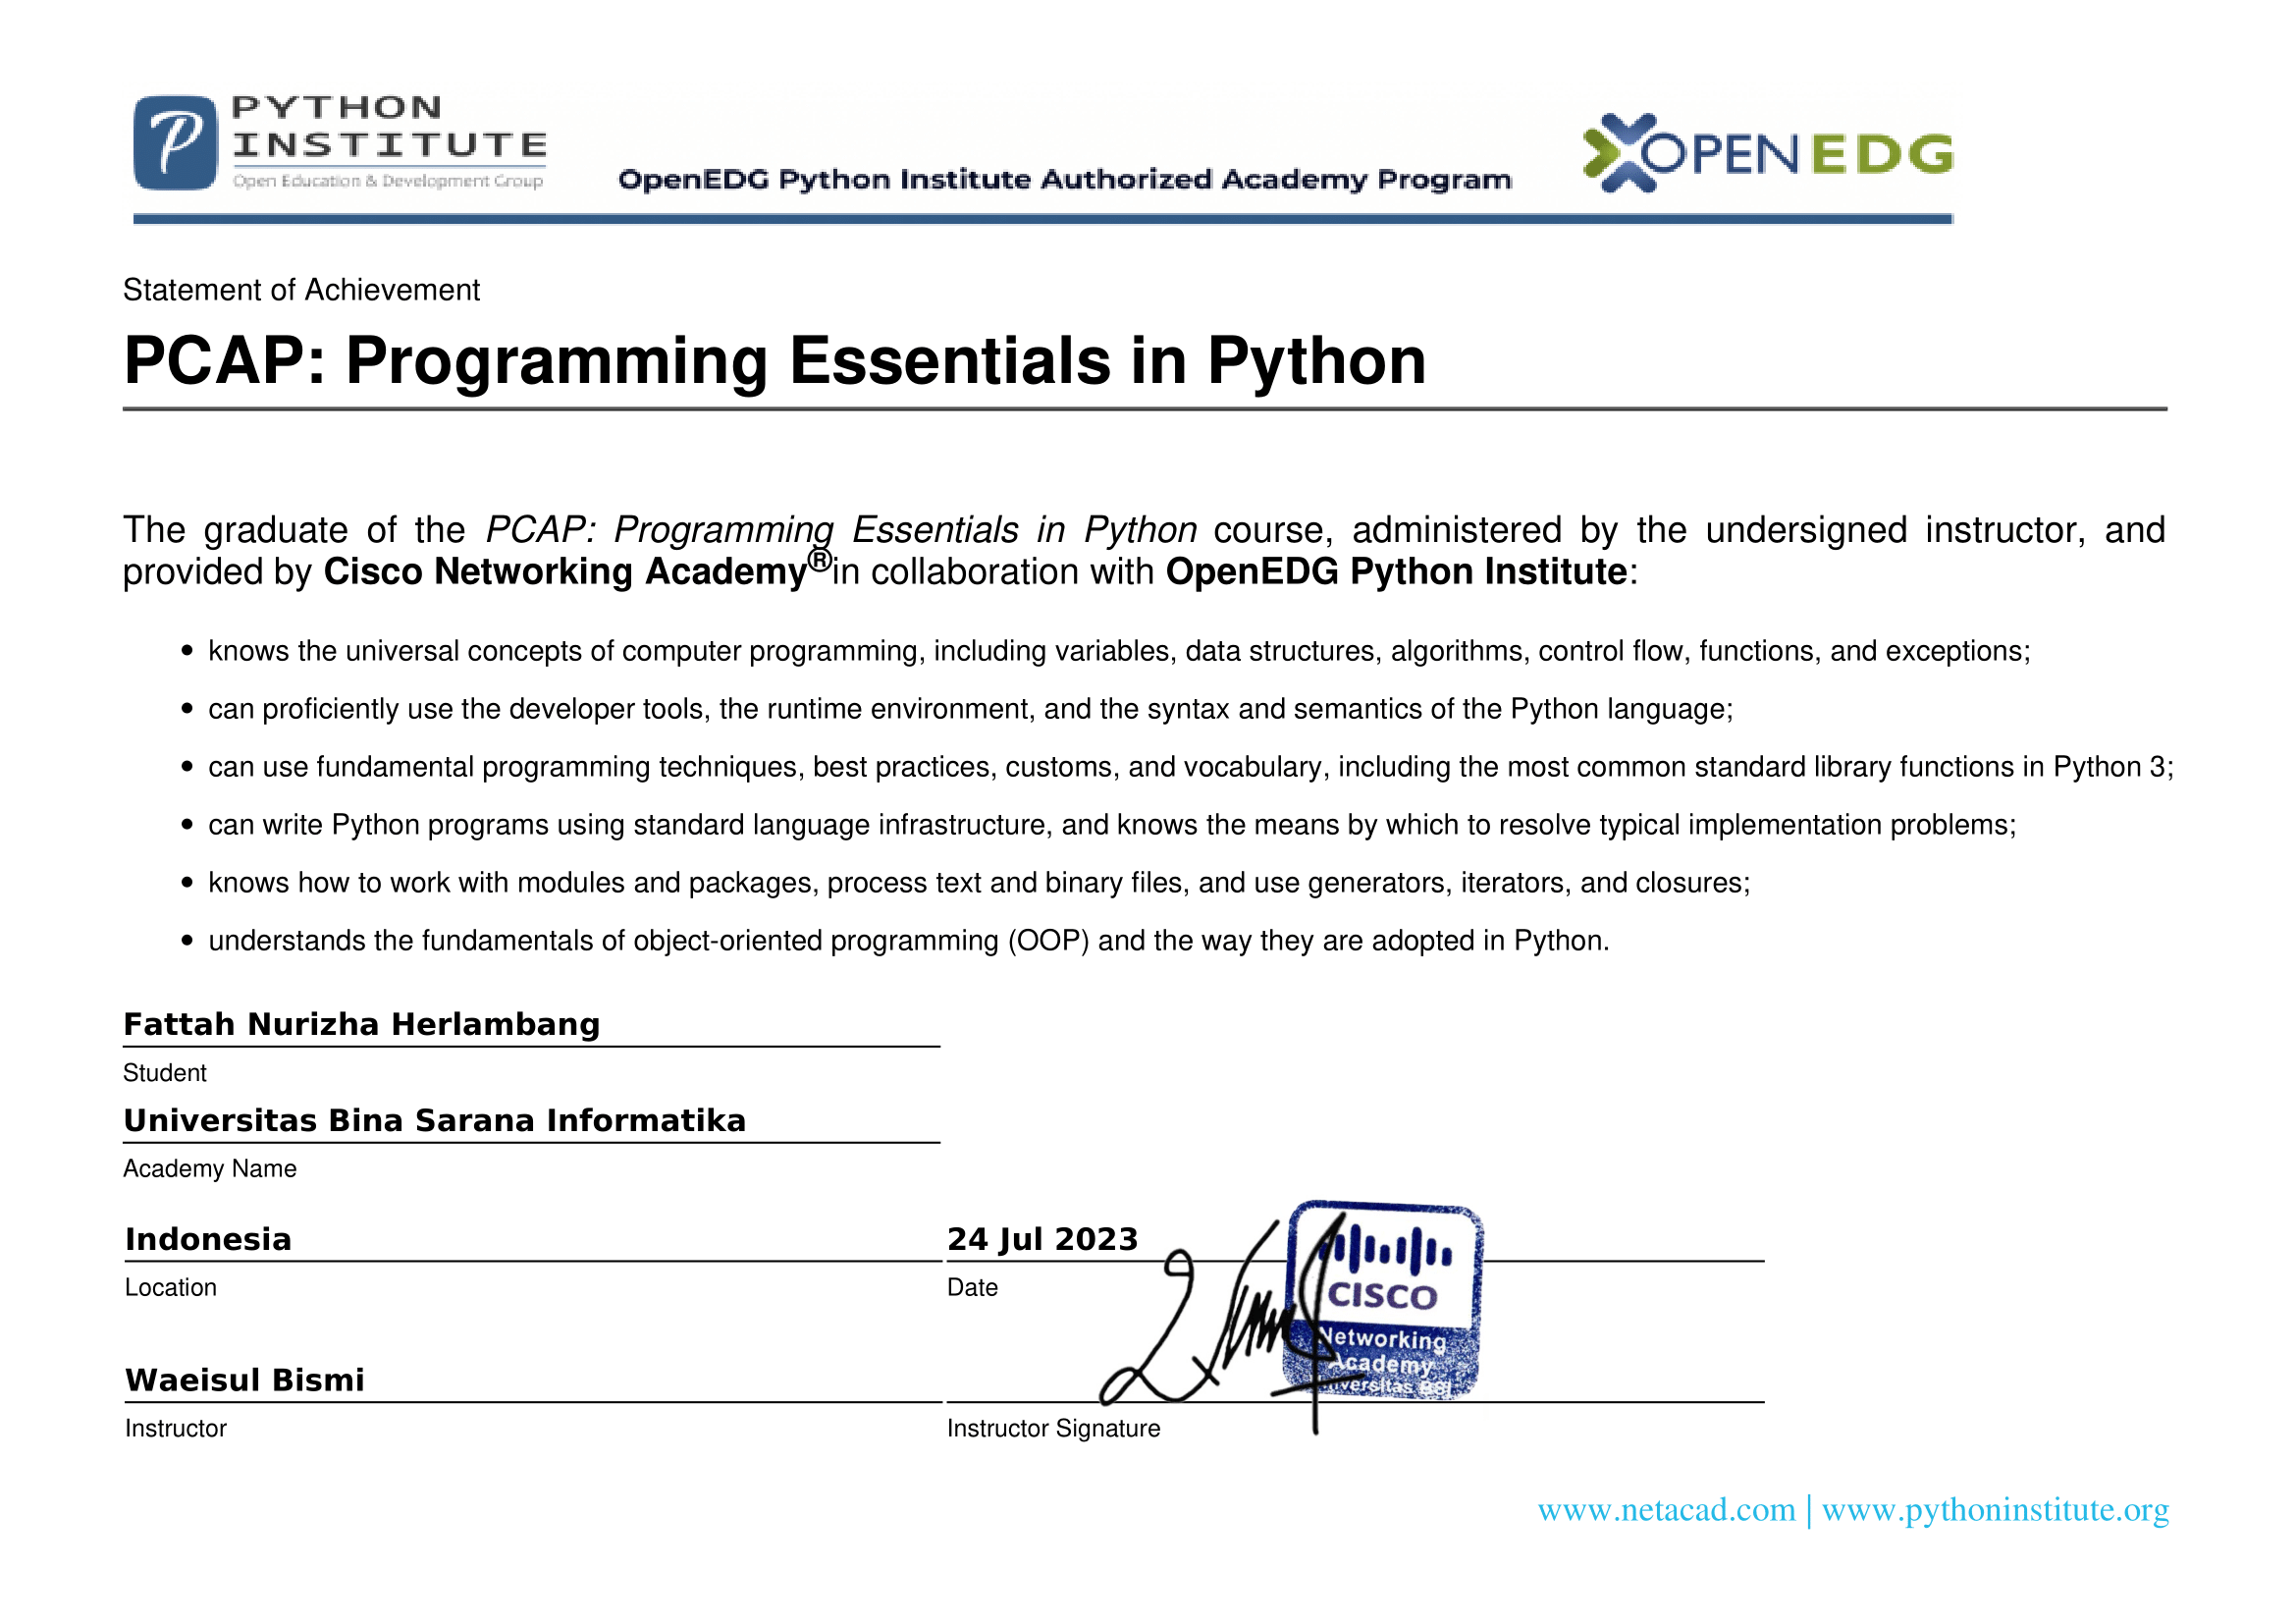 P PYTHON
INSTITUTE
Open Education & Development Group
OpenEDG Python Institute Authorized Academy Program
OPENEDG
Statement of Achievement
PCAP: Programming Essentials in Python
The graduate of the PCAP: Programming Essentials in Python course, administered by the undersigned instructor, and
provided by Cisco Networking Academy® in collaboration with OpenEDG Python Institute:
• knows the universal concepts of computer programming, including variables, data structures, algorithms, control flow, functions, and exceptions;
• can proficiently use the developer tools, the runtime environment, and the syntax and semantics of the Python language;
• can use fundamental programming techniques, best practices, customs, and vocabulary, including the most common standard library functions in Python 3;
• can write Python programs using standard language infrastructure, and knows the means by which to resolve typical implementation problems;
• knows how to work with modules and packages, process text and binary files, and use generators, iterators, and closures;
• understands the fundamentals of object-oriented programming (OOP) and the way they are adopted in Python.
Fattah Nurizha Herlambang
Student
Universitas Bina Sarana Informatika
Academy Name
Indonesia
Location
24 Jul 2023
Date
CISCO
Networking
Academy
Universitas BSI
Waeisul Bismi
Instructor
Instructor Signature
www.netacad.com | www.pythoninstitute.org